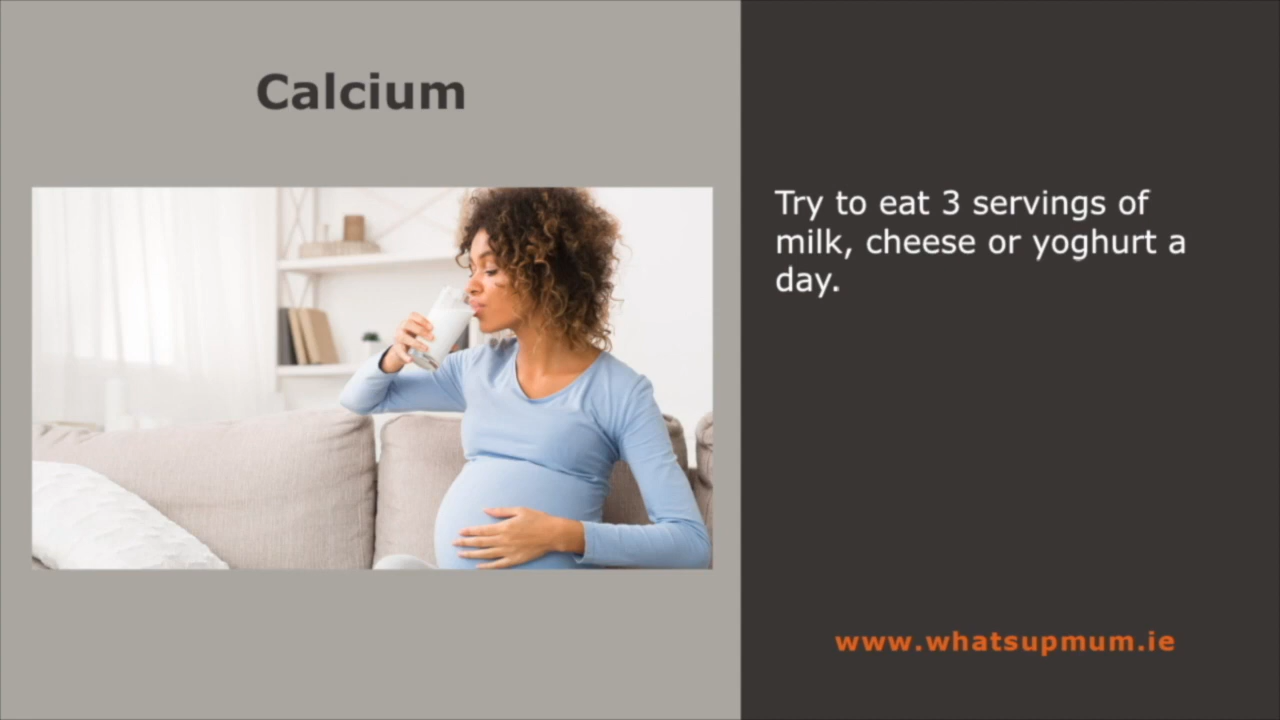 Calcium
Try to eat 3 servings of
milk, cheese or yoghurt a
day.
www.whatsupmum.ie